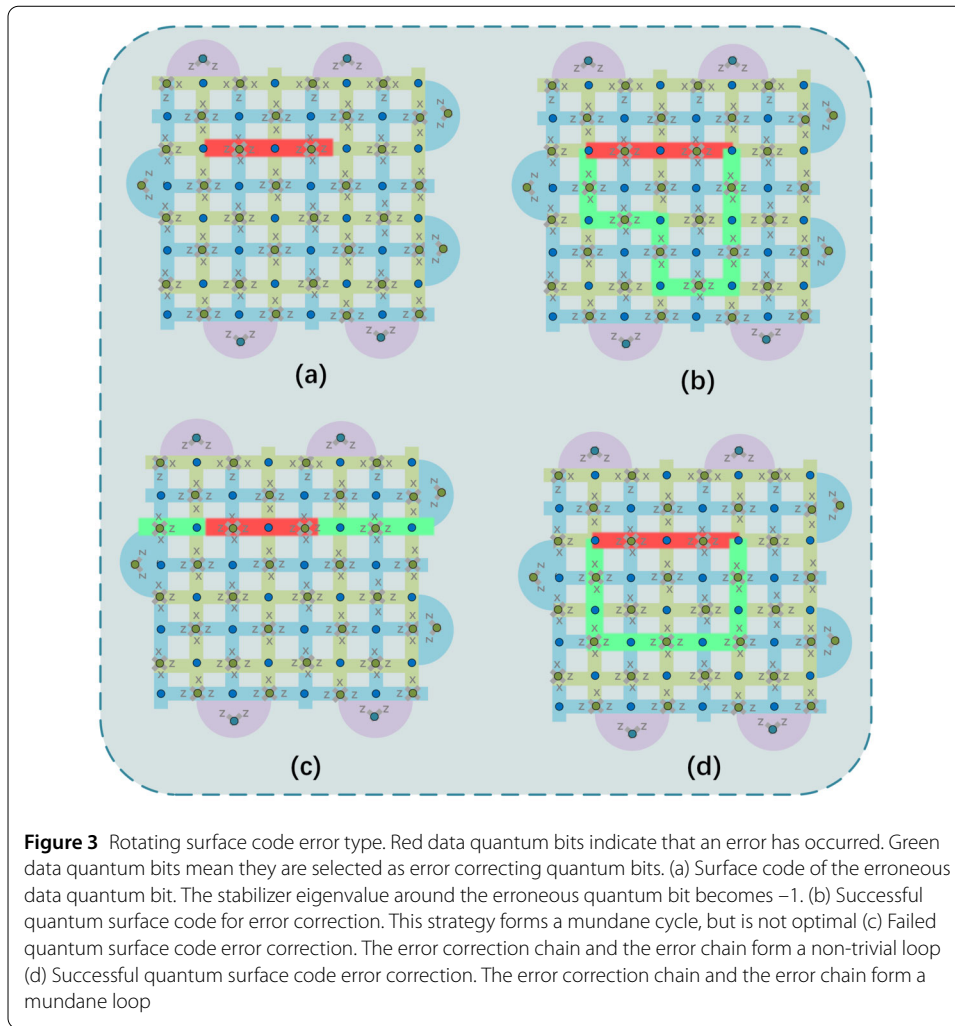 (a)
(b)
(c)
(d)
Figure 3 Rotating surface code error type. Red data quantum bits indicate that an error has occurred. Green
data quantum bits mean they are selected as error correcting quantum bits. (a) Surface code of the erroneous
data quantum bit. The stabilizer eigenvalue around the erroneous quantum bit becomes –1. (b) Successful
quantum surface code for error correction. This strategy forms a mundane cycle, but is not optimal (c) Failed
quantum surface code error correction. The error correction chain and the error chain form a non-trivial loop
(d) Successful quantum surface code error correction. The error correction chain and the error chain form a
mundane loop